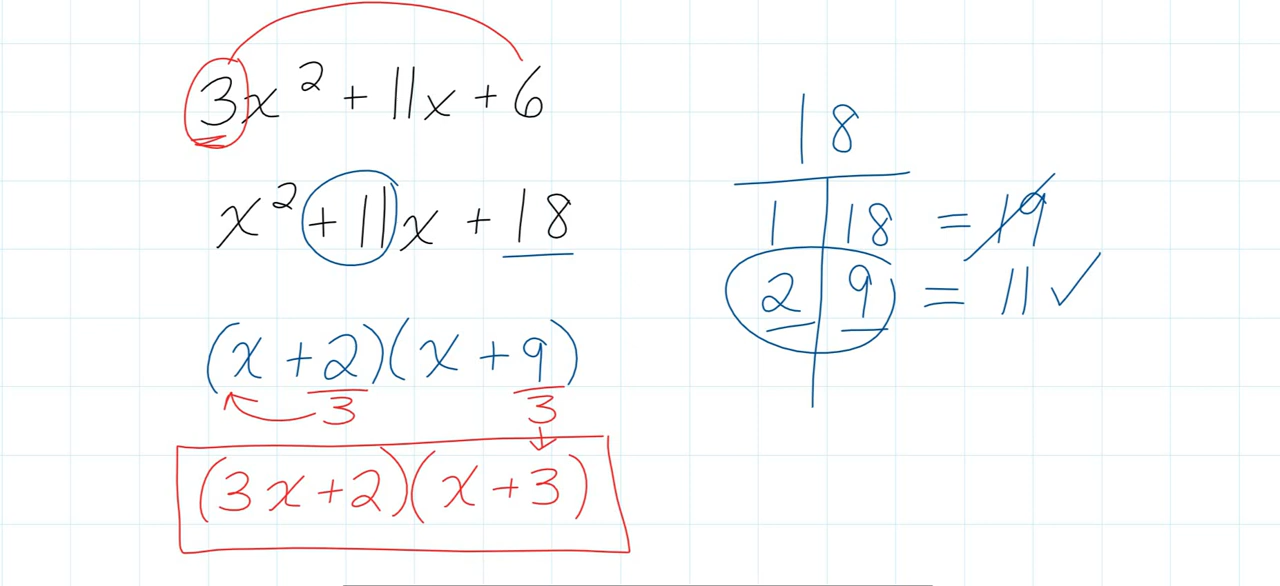 3x² + 11x + 6
x² + 11x + 18
(x + 2)(x + 9)
3 3
(3x + 2)(x + 3)
18
1 18 = 19
2 9 = 11 ✓